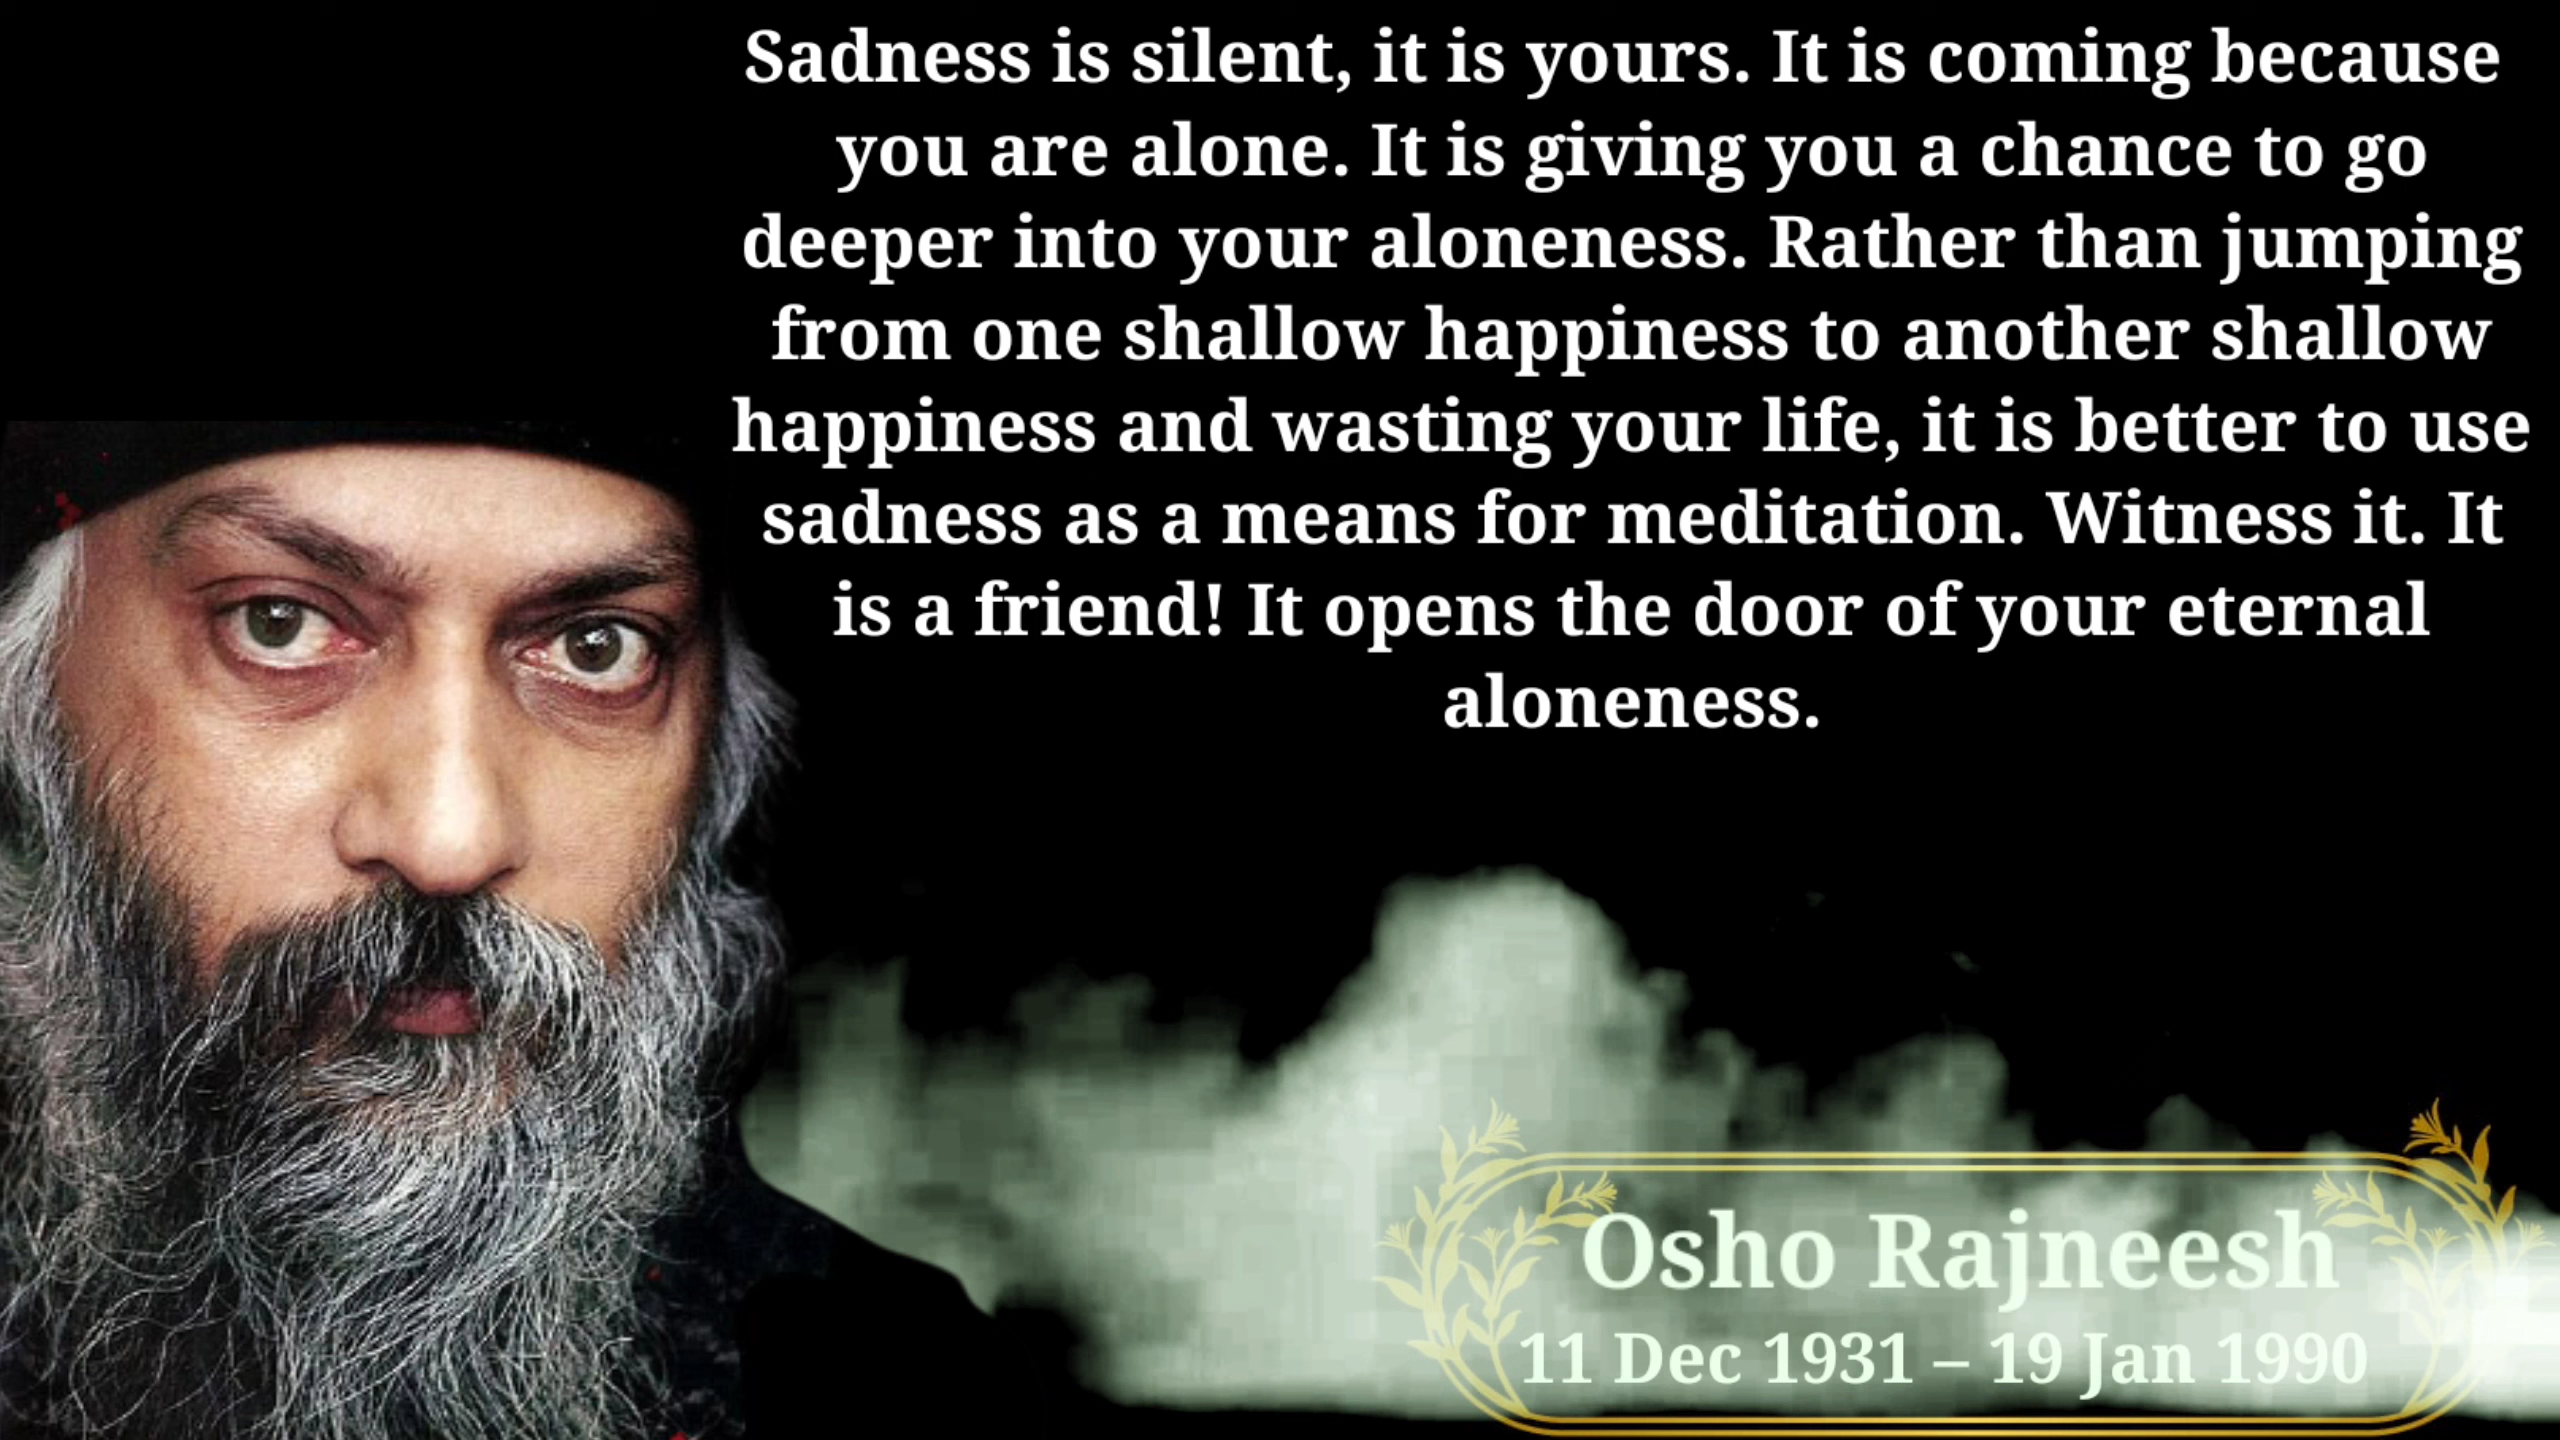 Sadness is silent, it is yours. It is coming because
you are alone. It is giving you a chance to go
deeper into your aloneness. Rather than jumping
from one shallow happiness to another shallow
happiness and wasting your life, it is better to use
sadness as a means for meditation. Witness it. It
is a friend! It opens the door of your eternal
aloneness.
Osho Rajneesh
11 Dec 1931 – 19 Jan 1990